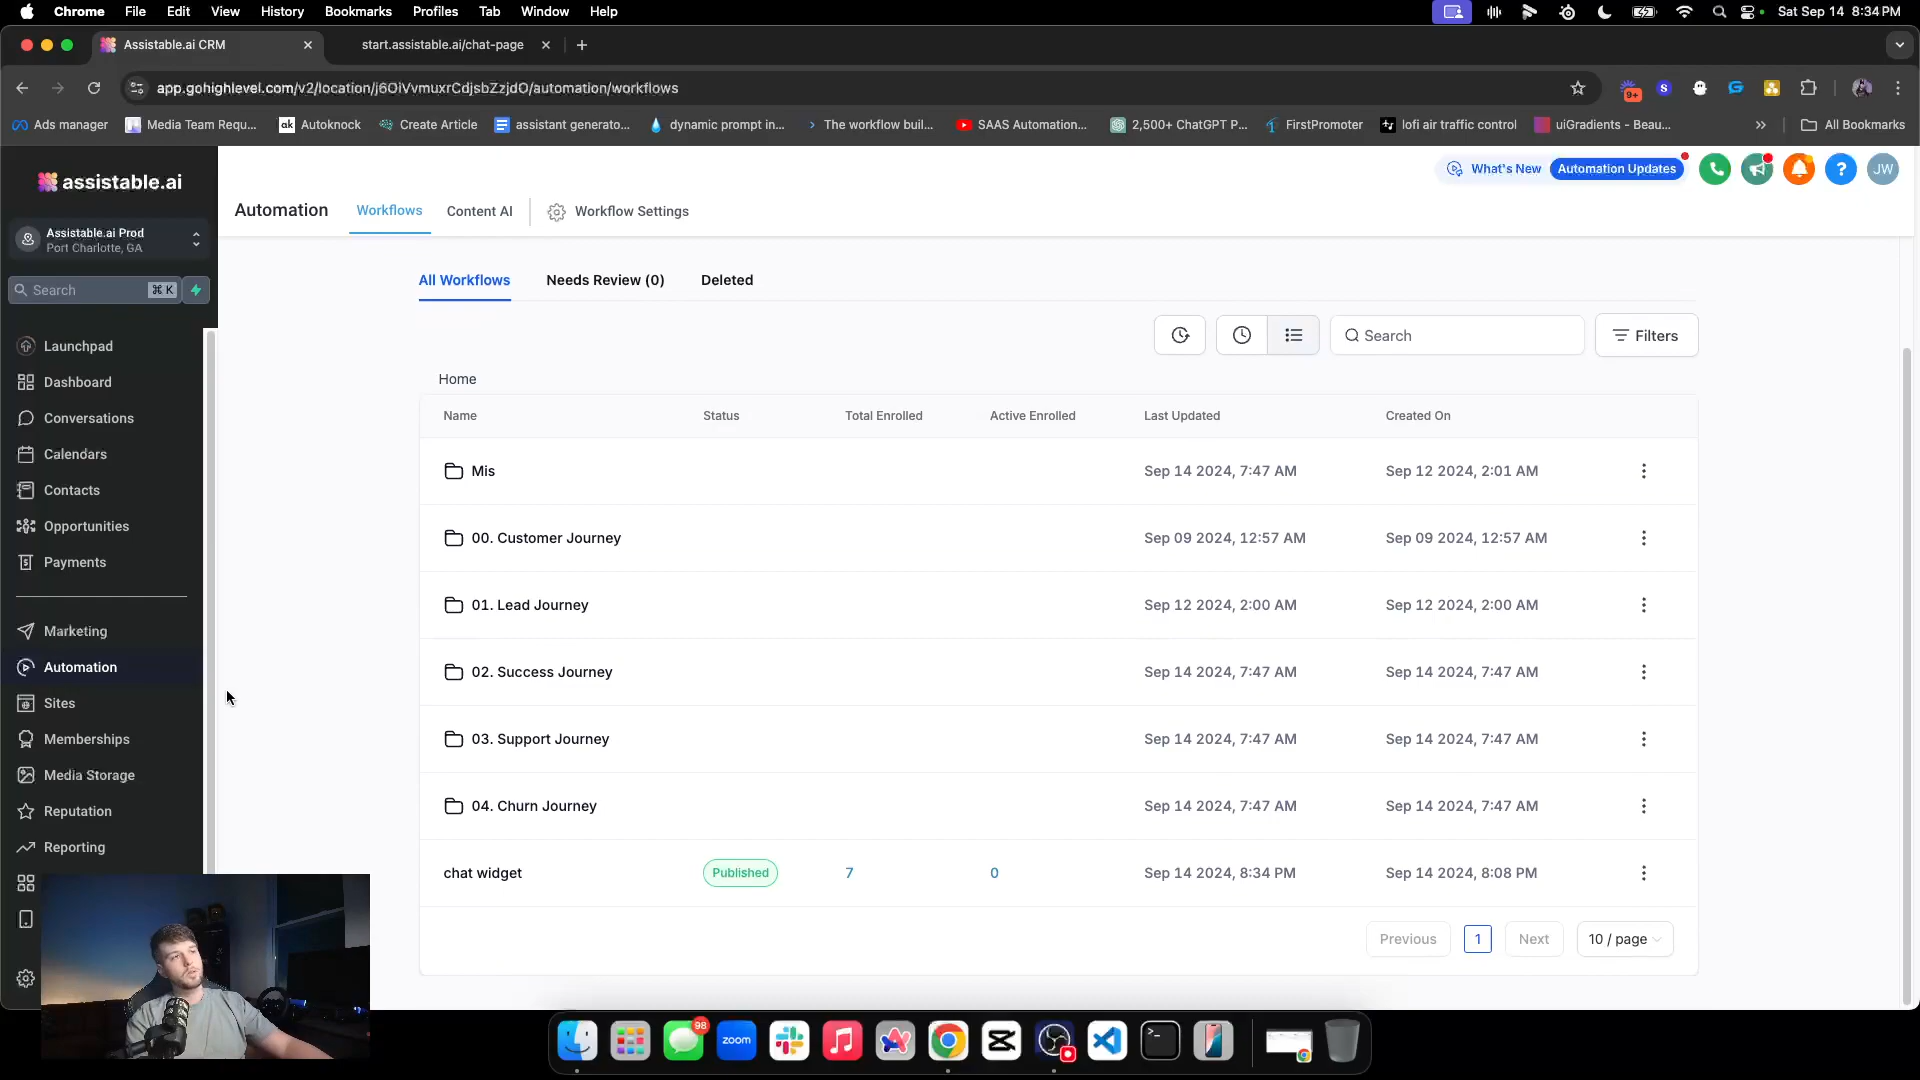 Chrome File Edit View History Bookmarks Profiles Tab Window Help Sat Sep 14 8:34 PM
Assistable.ai CRM start.assistable.ai/chat-page
app.gohighlevel.com/v2/location/j6OiVvmuxrCdjsbZzjdO/automation/workflows 9+ S
Ads manager Media Team Requ... ak Autoknock Create Article assistant generato... dynamic prompt in... The workflow buil... SAAS Automation... 2,500+ ChatGPT P... FirstPromoter lofi air traffic control uiGradients - Beau... All Bookmarks
assistable.ai
What's New Automation Updates ? JW
Automation Workflows Content AI Workflow Settings
Assistable.ai Prod
Port Charlotte, GA
Search ⌘ K
All Workflows Needs Review (0) Deleted
Search Filters
Home
Name Status Total Enrolled Active Enrolled Last Updated Created On
Mis Sep 14 2024, 7:47 AM Sep 12 2024, 2:01 AM
00. Customer Journey Sep 09 2024, 12:57 AM Sep 09 2024, 12:57 AM
01. Lead Journey Sep 12 2024, 2:00 AM Sep 12 2024, 2:00 AM
02. Success Journey Sep 14 2024, 7:47 AM Sep 14 2024, 7:47 AM
03. Support Journey Sep 14 2024, 7:47 AM Sep 14 2024, 7:47 AM
04. Churn Journey Sep 14 2024, 7:47 AM Sep 14 2024, 7:47 AM
chat widget Published 7 0 Sep 14 2024, 8:34 PM Sep 14 2024, 8:08 PM
Previous 1 Next 10 / page
Launchpad
Dashboard
Conversations
Calendars
Contacts
Opportunities
Payments
Marketing
Automation
Sites
Memberships
Media Storage
Reputation
Reporting
98
zoom